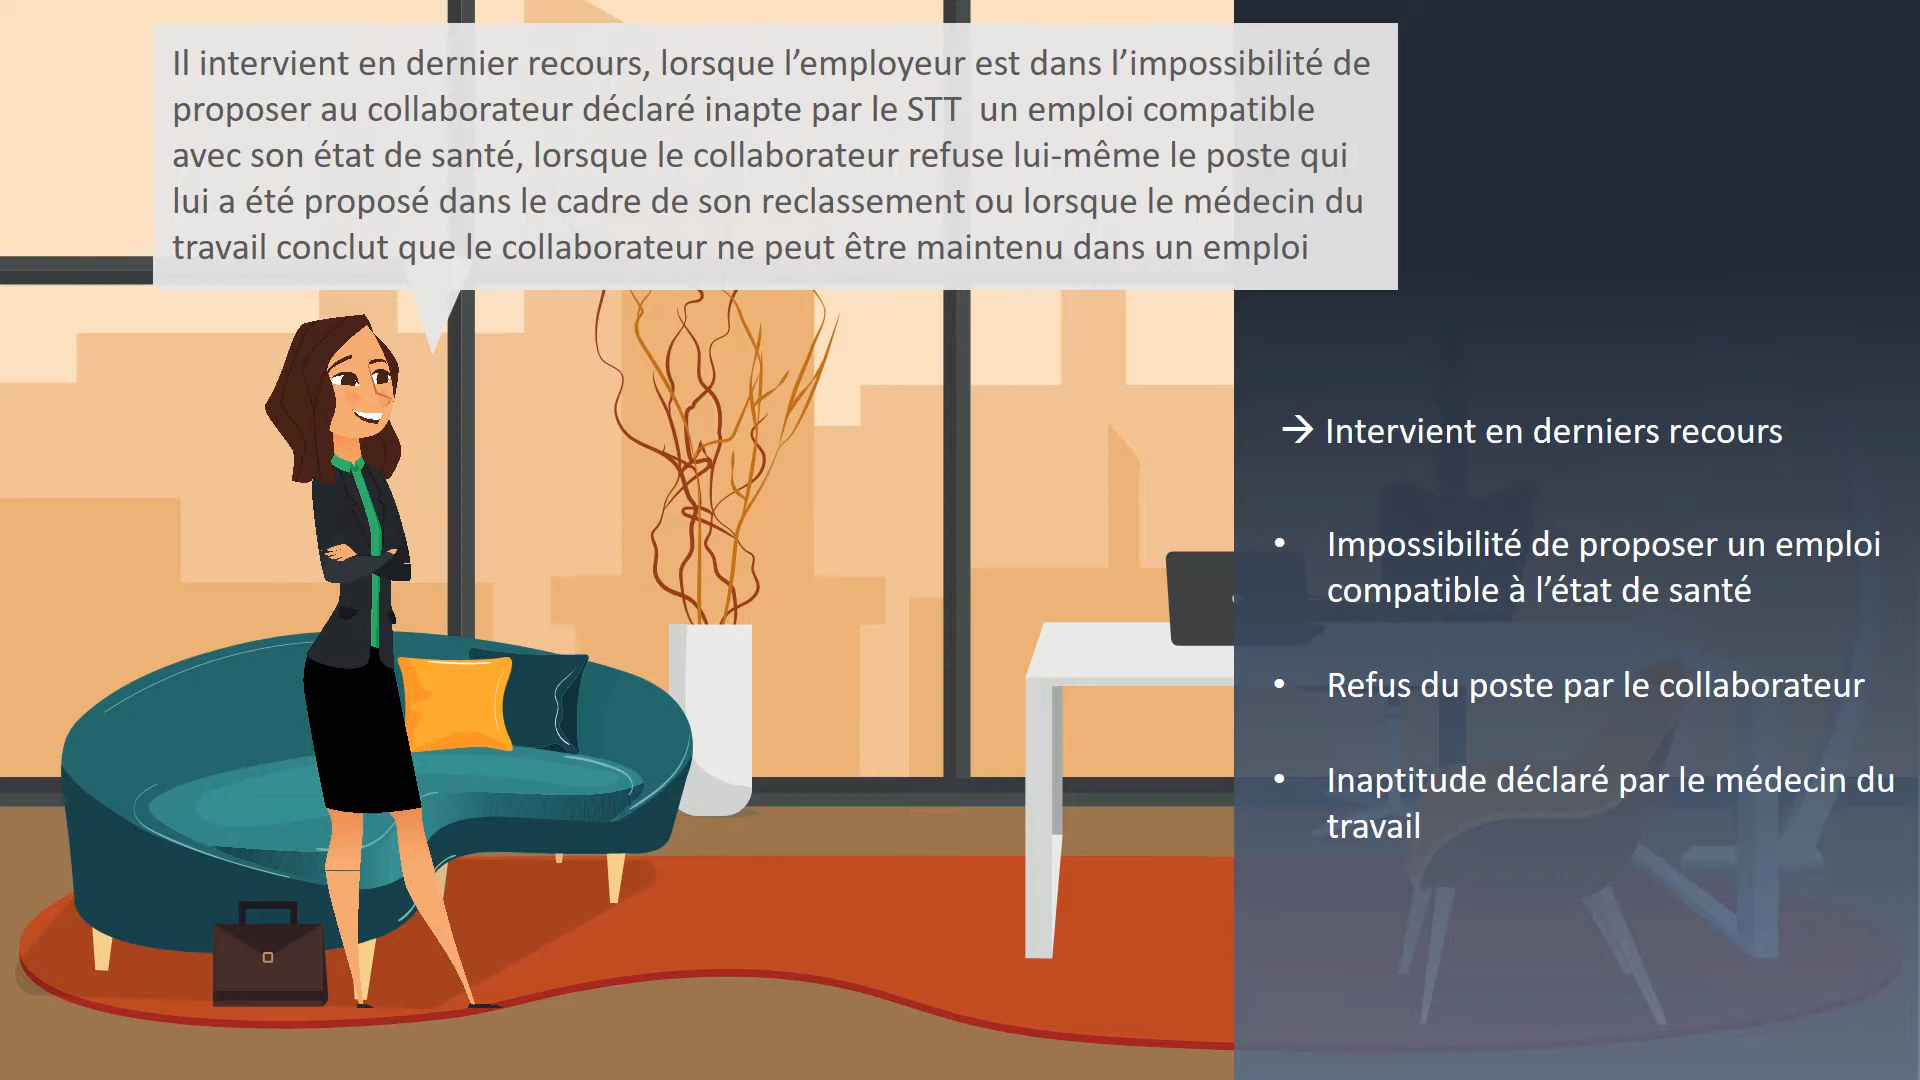 Il intervient en dernier recours, lorsque l’employeur est dans l’impossibilité de
proposer au collaborateur déclaré inapte par le STT  un emploi compatible
avec son état de santé, lorsque le collaborateur refuse lui-même le poste qui
lui a été proposé dans le cadre de son reclassement ou lorsque le médecin du
travail conclut que le collaborateur ne peut être maintenu dans un emploi
→ Intervient en derniers recours
• Impossibilité de proposer un emploi
compatible à l’état de santé
• Refus du poste par le collaborateur
• Inaptitude déclaré par le médecin du
travail